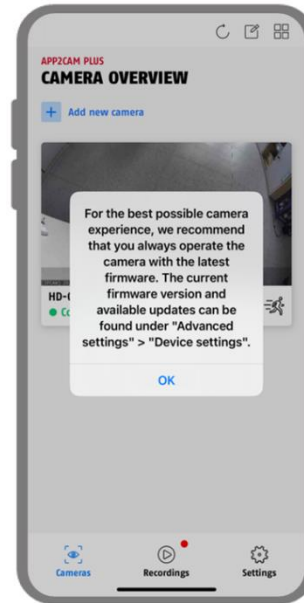 APP2CAM PLUS
CAMERA OVERVIEW
Add new camera
For the best possible camera
experience, we recommend
that you always operate the
camera with the latest
firmware. The current
firmware version and
available updates can be
found under "Advanced
settings" > "Device settings".
OK
Cameras
Recordings
Settings